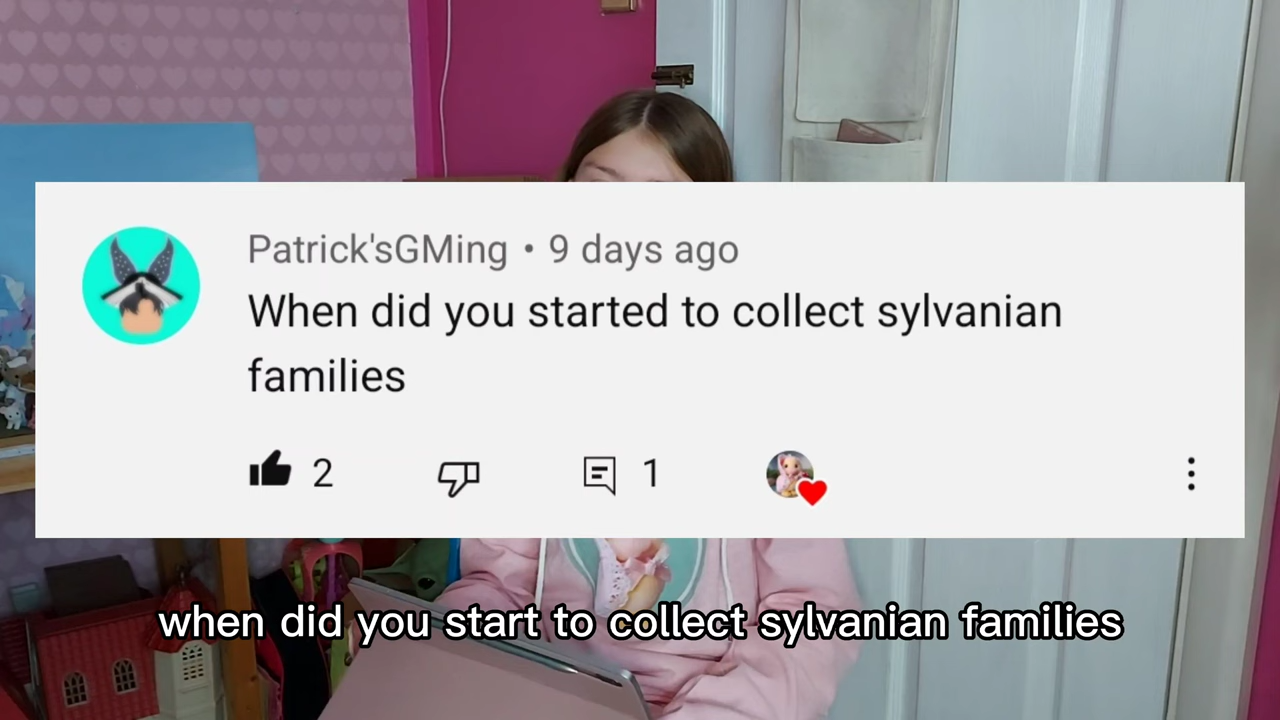 Patrick'sGMing • 9 days ago
When did you started to collect sylvanian
families
2
1
when did you start to collect sylvanian families